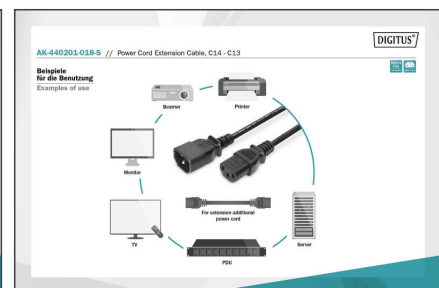 DIGITUS®
AK-440201-018-S // Power Cord Extension Cable, C14 - C13
Beispiele
für die Benutzung
Examples of use
Beamer
Printer
Monitor
For extension additional
power cord
TV
Server
PDU